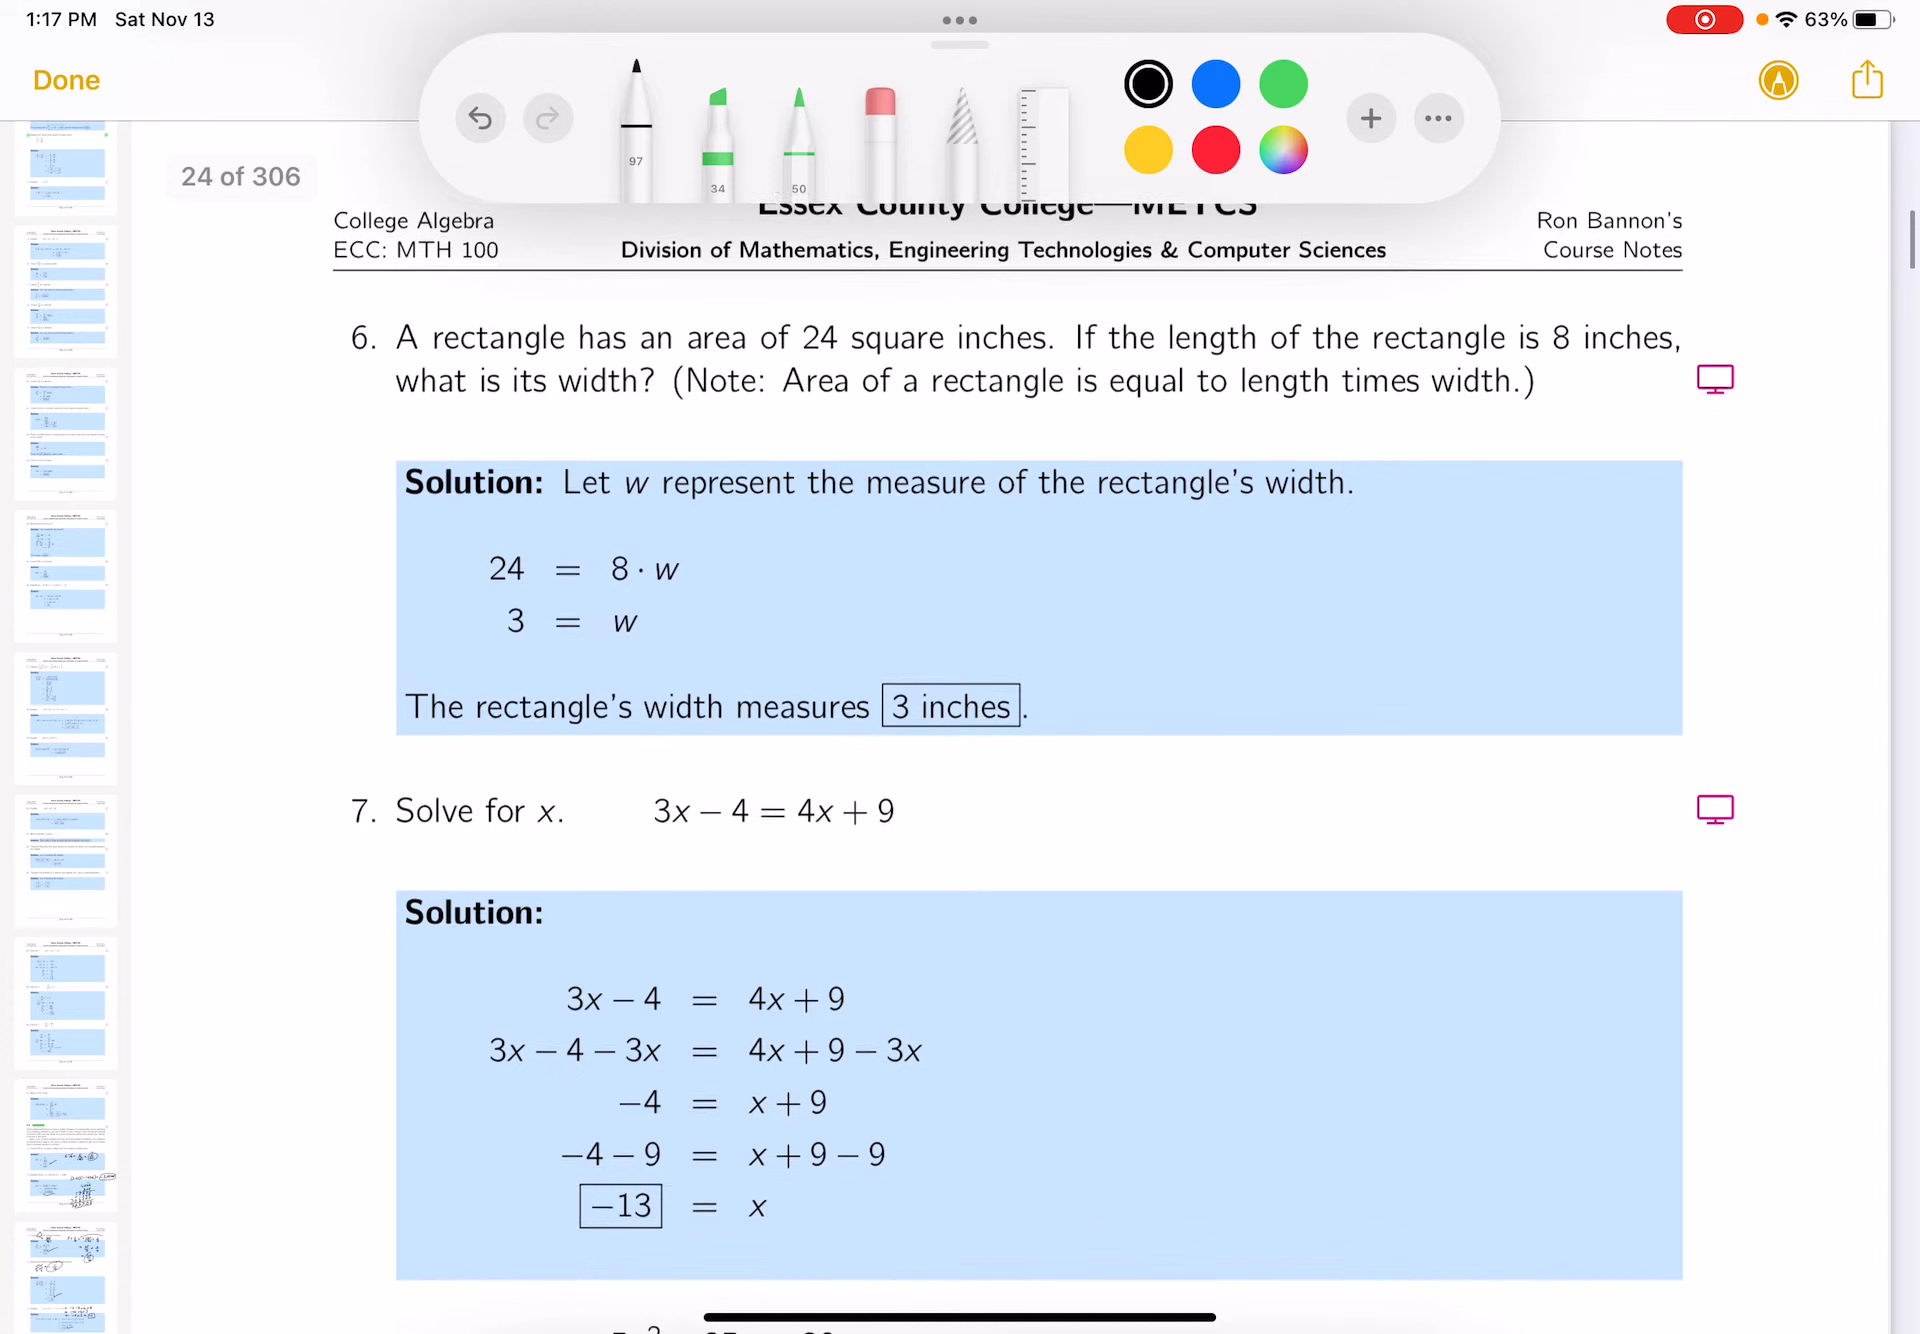 1:17 PM Sat Nov 13
63%
Done
97
34
50
24 of 306
College Algebra
ECC: MTH 100
Essex County College—METCS
Division of Mathematics, Engineering Technologies & Computer Sciences
Ron Bannon's
Course Notes
6. A rectangle has an area of 24 square inches. If the length of the rectangle is 8 inches,
what is its width? (Note: Area of a rectangle is equal to length times width.)
Solution: Let w represent the measure of the rectangle's width.
24 = 8 · w
3 = w
The rectangle's width measures 3 inches.
7. Solve for x. 3x − 4 = 4x + 9
Solution:
3x − 4 = 4x + 9
3x − 4 − 3x = 4x + 9 − 3x
−4 = x + 9
−4 − 9 = x + 9 − 9
−13 = x